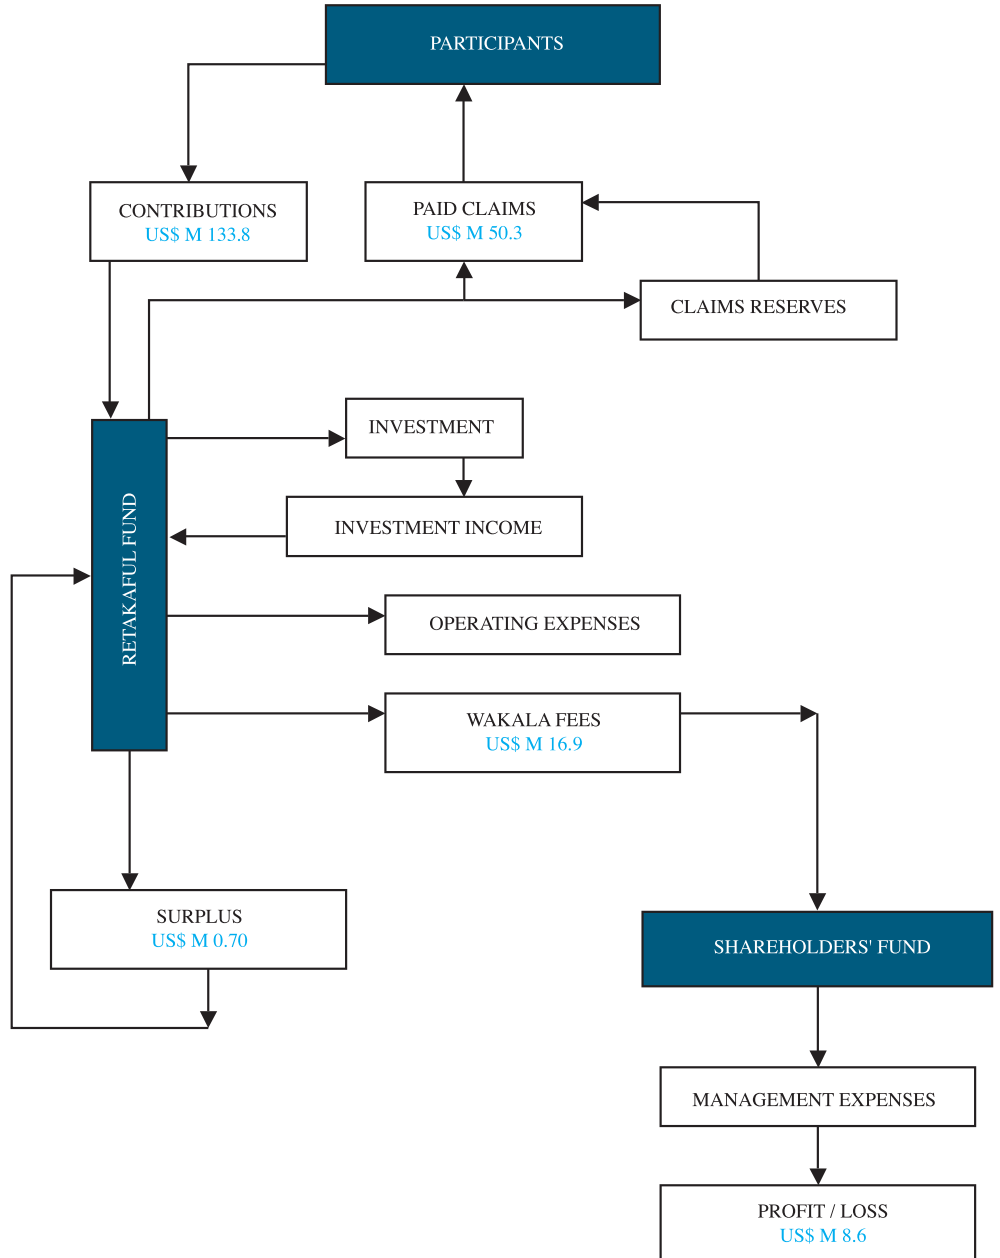 PARTICIPANTS
CONTRIBUTIONS
US$ M 133.8
PAID CLAIMS
US$ M 50.3
CLAIMS RESERVES
INVESTMENT
INVESTMENT INCOME
RETAKAFUL FUND
OPERATING EXPENSES
WAKALA FEES
US$ M 16.9
SURPLUS
US$ M 0.70
SHAREHOLDERS' FUND
MANAGEMENT EXPENSES
PROFIT / LOSS
US$ M 8.6